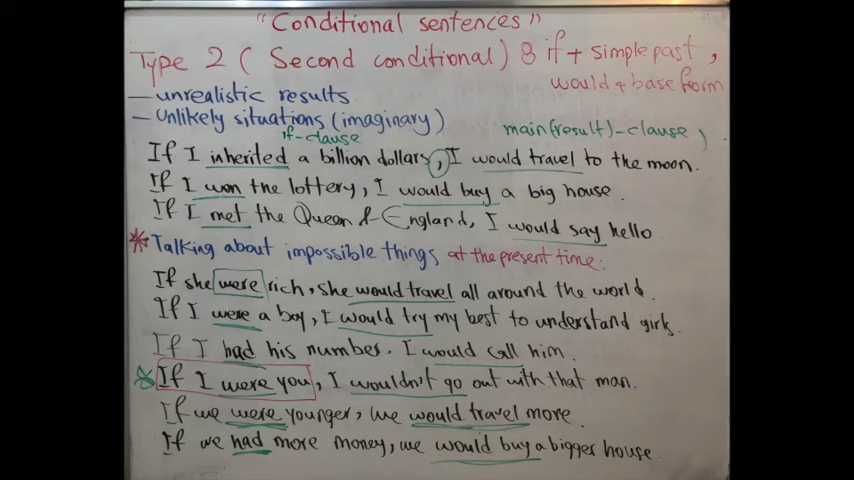 "Conditional sentences"
Type 2 (Second conditional) : if + simple past,
would + base form
– unrealistic results
– Unlikely situations (imaginary)
if-clause main(result)-clause,
If I inherited a billion dollars, I would travel to the moon.
If I won the lottery, I would buy a big house.
If I met the Queen of England, I would say hello
* Talking about impossible things at the present time:
If she were rich, she would travel all around the world.
If I were a boy, I would try my best to understand girls.
If I had his number, I would call him.
* If I were you, I wouldn't go out with that man.
If we were younger, we would travel more.
If we had more money, we would buy a bigger house.